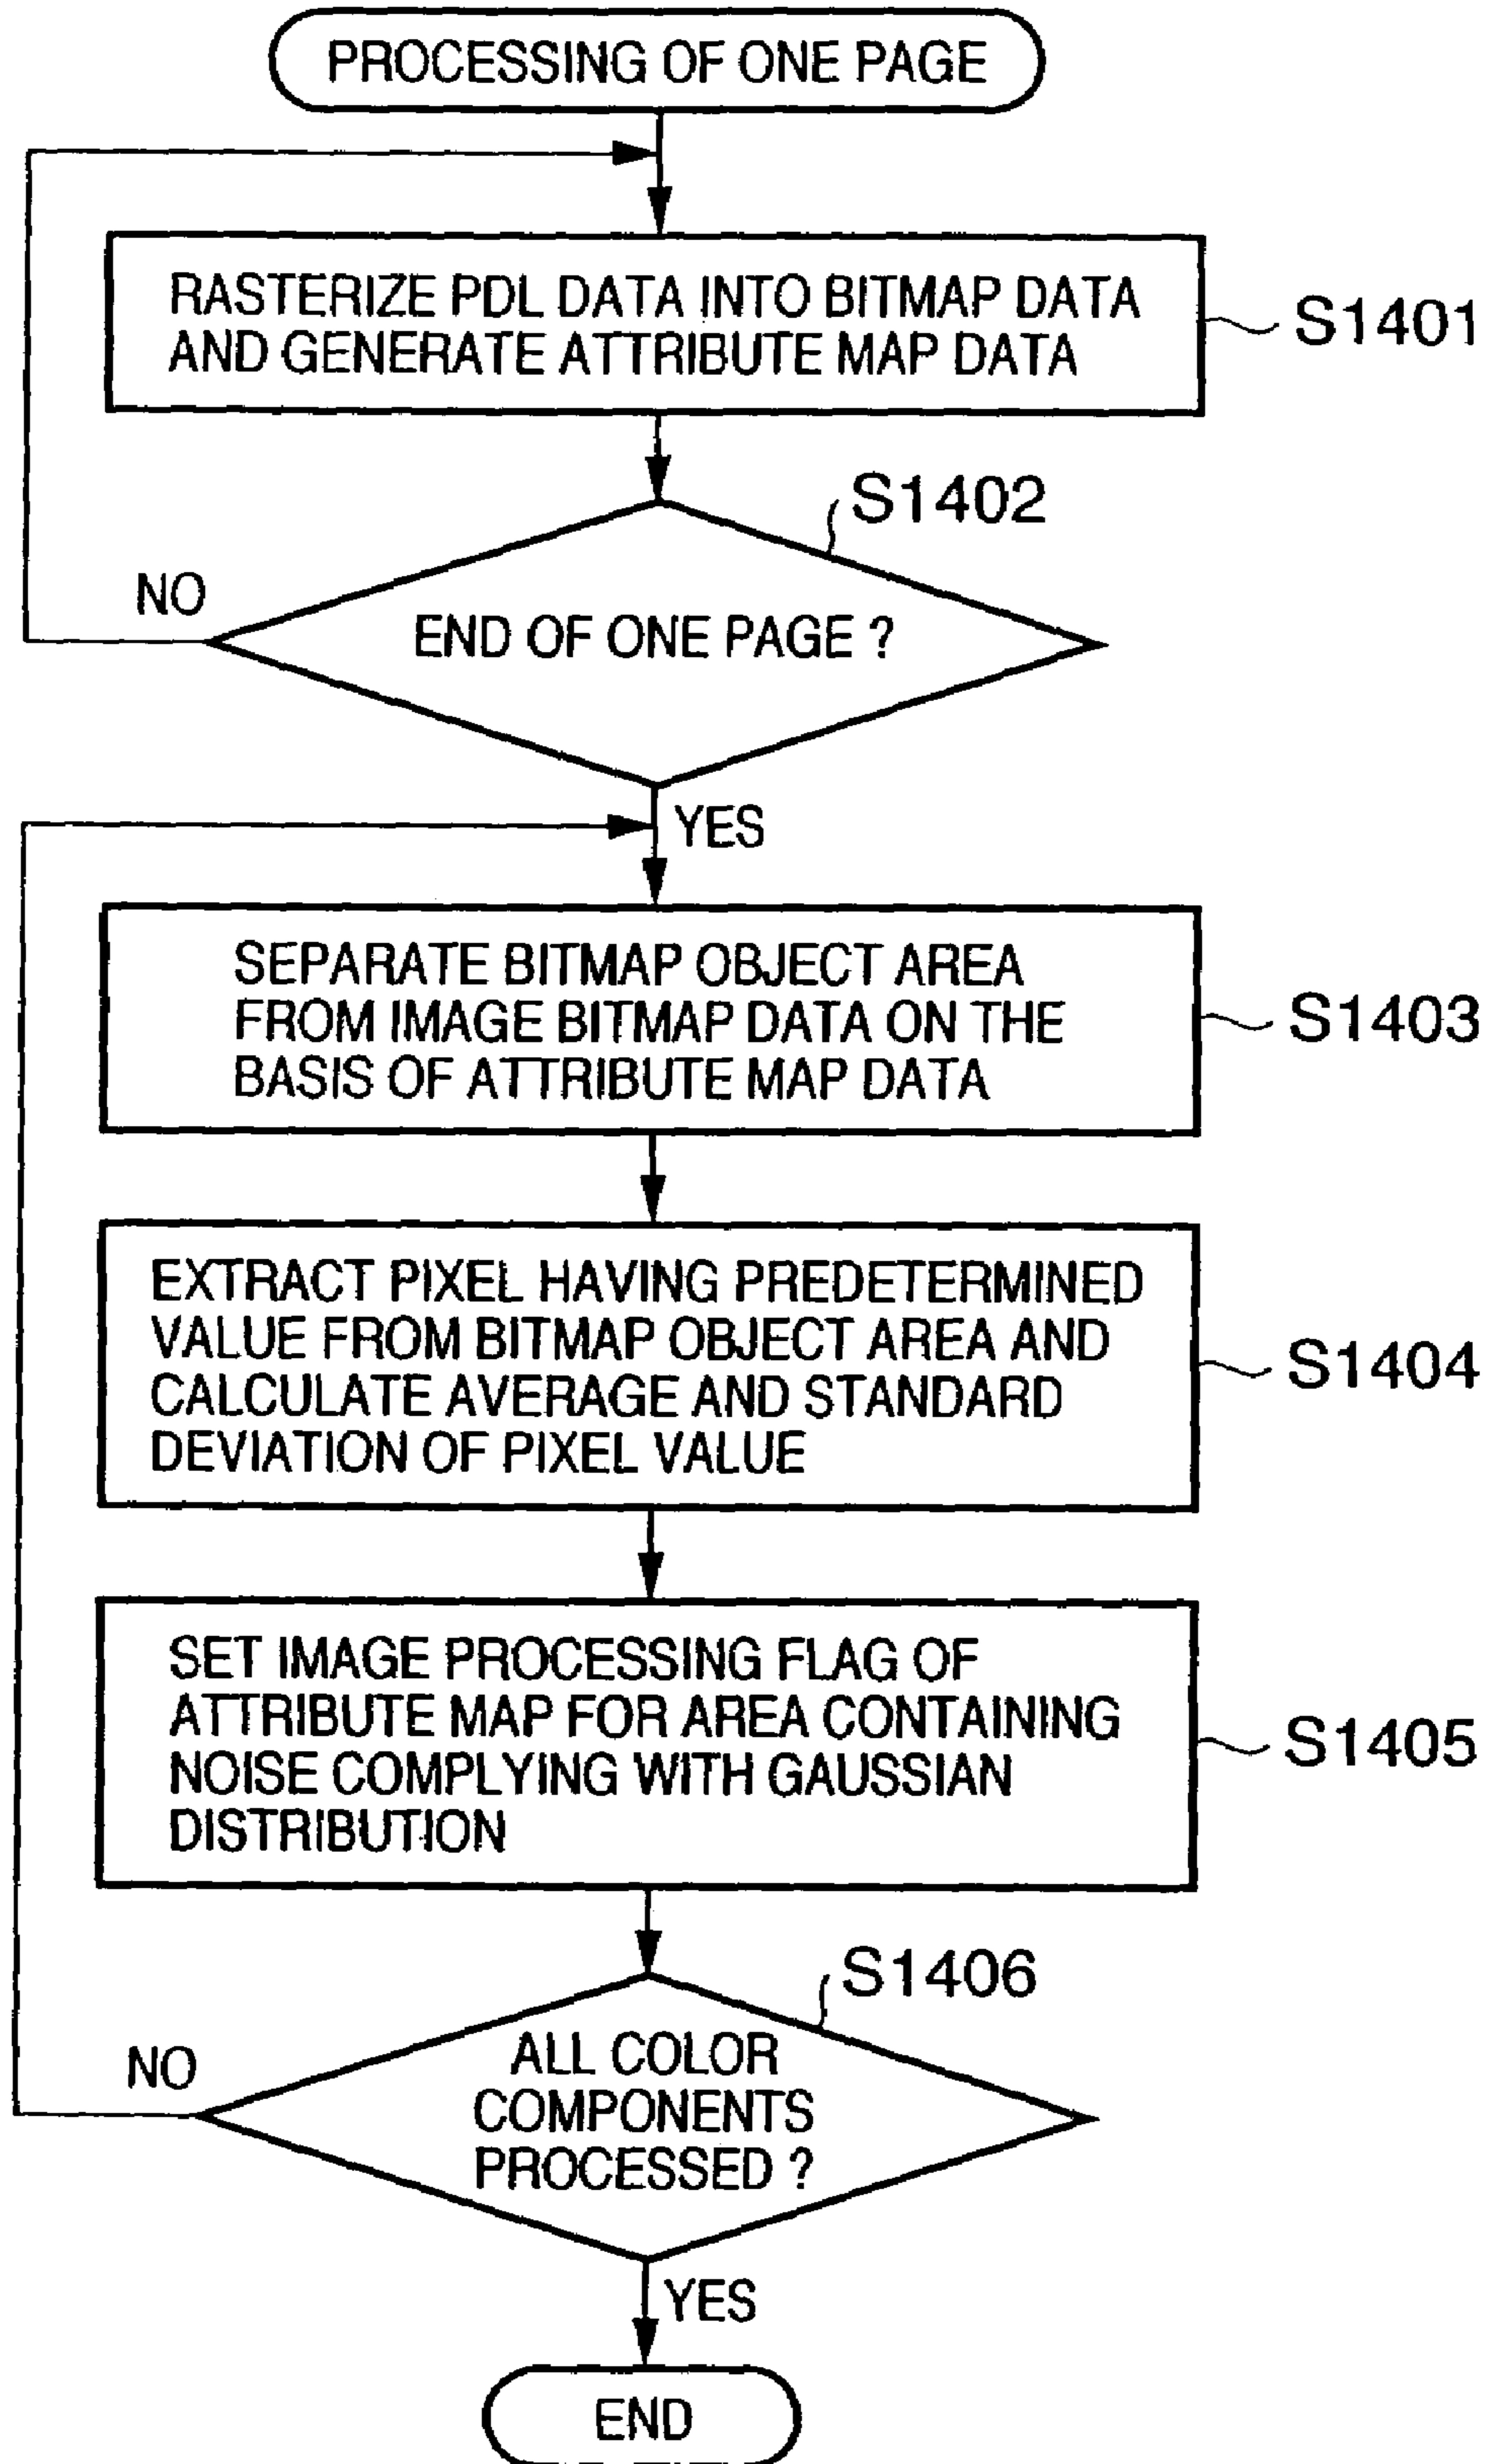 PROCESSING OF ONE PAGE
RASTERIZE PDL DATA INTO BITMAP DATA
AND GENERATE ATTRIBUTE MAP DATA
S1401
S1402
NO
END OF ONE PAGE ?
YES
SEPARATE BITMAP OBJECT AREA
FROM IMAGE BITMAP DATA ON THE
BASIS OF ATTRIBUTE MAP DATA
S1403
EXTRACT PIXEL HAVING PREDETERMINED
VALUE FROM BITMAP OBJECT AREA AND
CALCULATE AVERAGE AND STANDARD
DEVIATION OF PIXEL VALUE
S1404
SET IMAGE PROCESSING FLAG OF
ATTRIBUTE MAP FOR AREA CONTAINING
NOISE COMPLYING WITH GAUSSIAN
DISTRIBUTION
S1405
S1406
NO
ALL COLOR
COMPONENTS
PROCESSED ?
YES
END